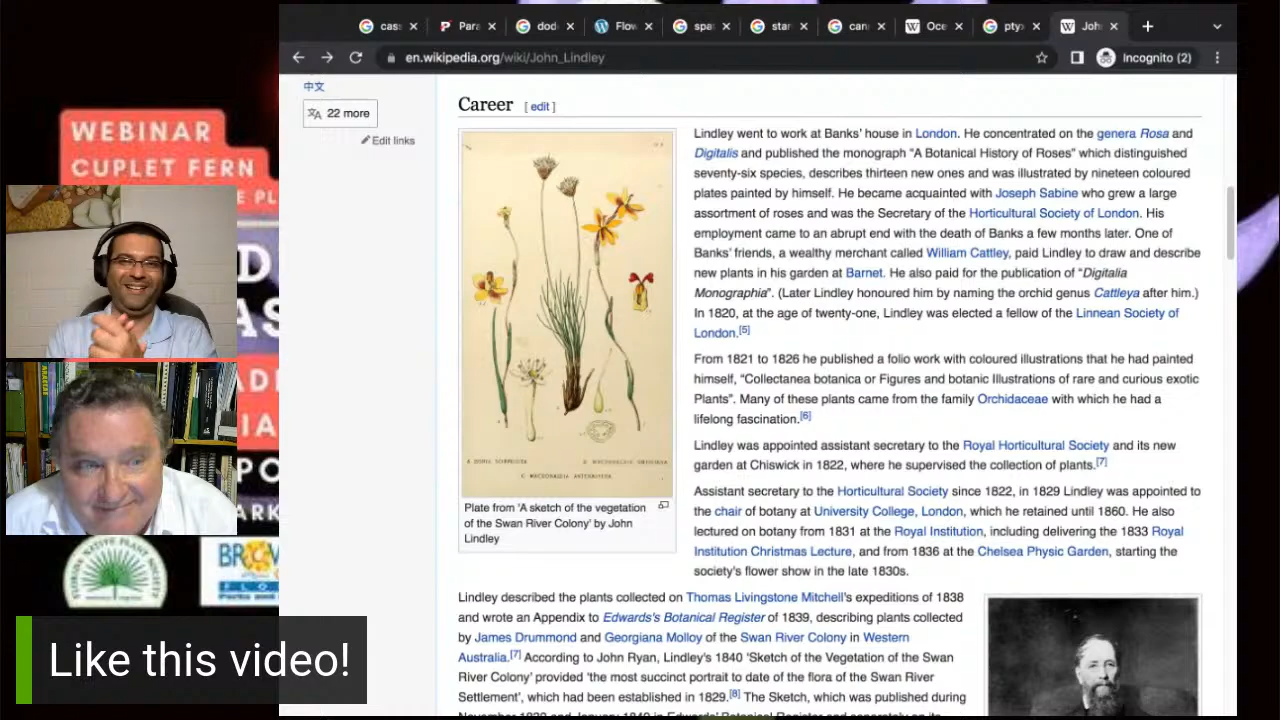 cass
Para
dod
Flow
spa
star
can
Oce
pty
Joh
en.wikipedia.org/wiki/John_Lindley
Incognito (2)
WEBINAR
CUPLET FERN
中文
22 more
Edit links
Career [ edit ]
Lindley went to work at Banks' house in London. He concentrated on the genera Rosa and
Digitalis and published the monograph "A Botanical History of Roses" which distinguished
seventy-six species, describes thirteen new ones and was illustrated by nineteen coloured
plates painted by himself. He became acquainted with Joseph Sabine who grew a large
assortment of roses and was the Secretary of the Horticultural Society of London. His
employment came to an abrupt end with the death of Banks a few months later. One of
Banks' friends, a wealthy merchant called William Cattley, paid Lindley to draw and describe
new plants in his garden at Barnet. He also paid for the publication of "Digitalia
Monographia". (Later Lindley honoured him by naming the orchid genus Cattleya after him.)
In 1820, at the age of twenty-one, Lindley was elected a fellow of the Linnean Society of
London.[5]
From 1821 to 1826 he published a folio work with coloured illustrations that he had painted
himself, "Collectanea botanica or Figures and botanic Illustrations of rare and curious exotic
Plants". Many of these plants came from the family Orchidaceae with which he had a
lifelong fascination.[6]
Lindley was appointed assistant secretary to the Royal Horticultural Society and its new
garden at Chiswick in 1822, where he supervised the collection of plants.[7]
Assistant secretary to the Horticultural Society since 1822, in 1829 Lindley was appointed to
the chair of botany at University College, London, which he retained until 1860. He also
lectured on botany from 1831 at the Royal Institution, including delivering the 1833 Royal
Institution Christmas Lecture, and from 1836 at the Chelsea Physic Garden, starting the
society's flower show in the late 1830s.
Plate from 'A sketch of the vegetation
of the Swan River Colony' by John
Lindley
Lindley described the plants collected on Thomas Livingstone Mitchell's expeditions of 1838
and wrote an Appendix to Edwards's Botanical Register of 1839, describing plants collected
by James Drummond and Georgiana Molloy of the Swan River Colony in Western
Australia.[7] According to John Ryan, Lindley's 1840 'Sketch of the Vegetation of the Swan
River Colony' provided 'the most succinct portrait to date of the flora of the Swan River
Settlement', which had been established in 1829.[8] The Sketch, which was published during
Like this video!